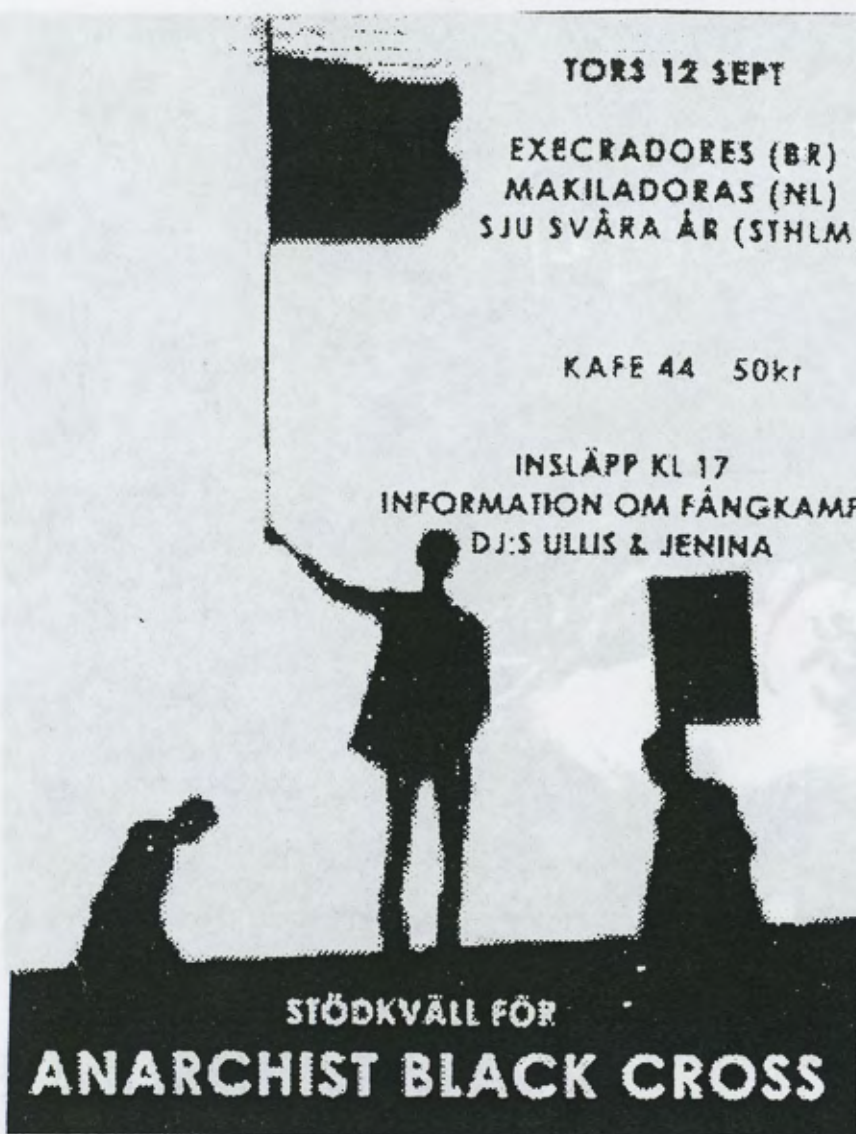 TORS 12 SEPT
EXECRADORES (BR)
MAKILADORAS (NL)
SJU SVÅRA ÅR (STHLM
KAFE 44 50kr
INSLÄPP KL 17
INFORMATION OM FÅNGKAMP
DJ:S ULLIS & JENINA
STÖDKVÄLL FÖR
ANARCHIST BLACK CROSS